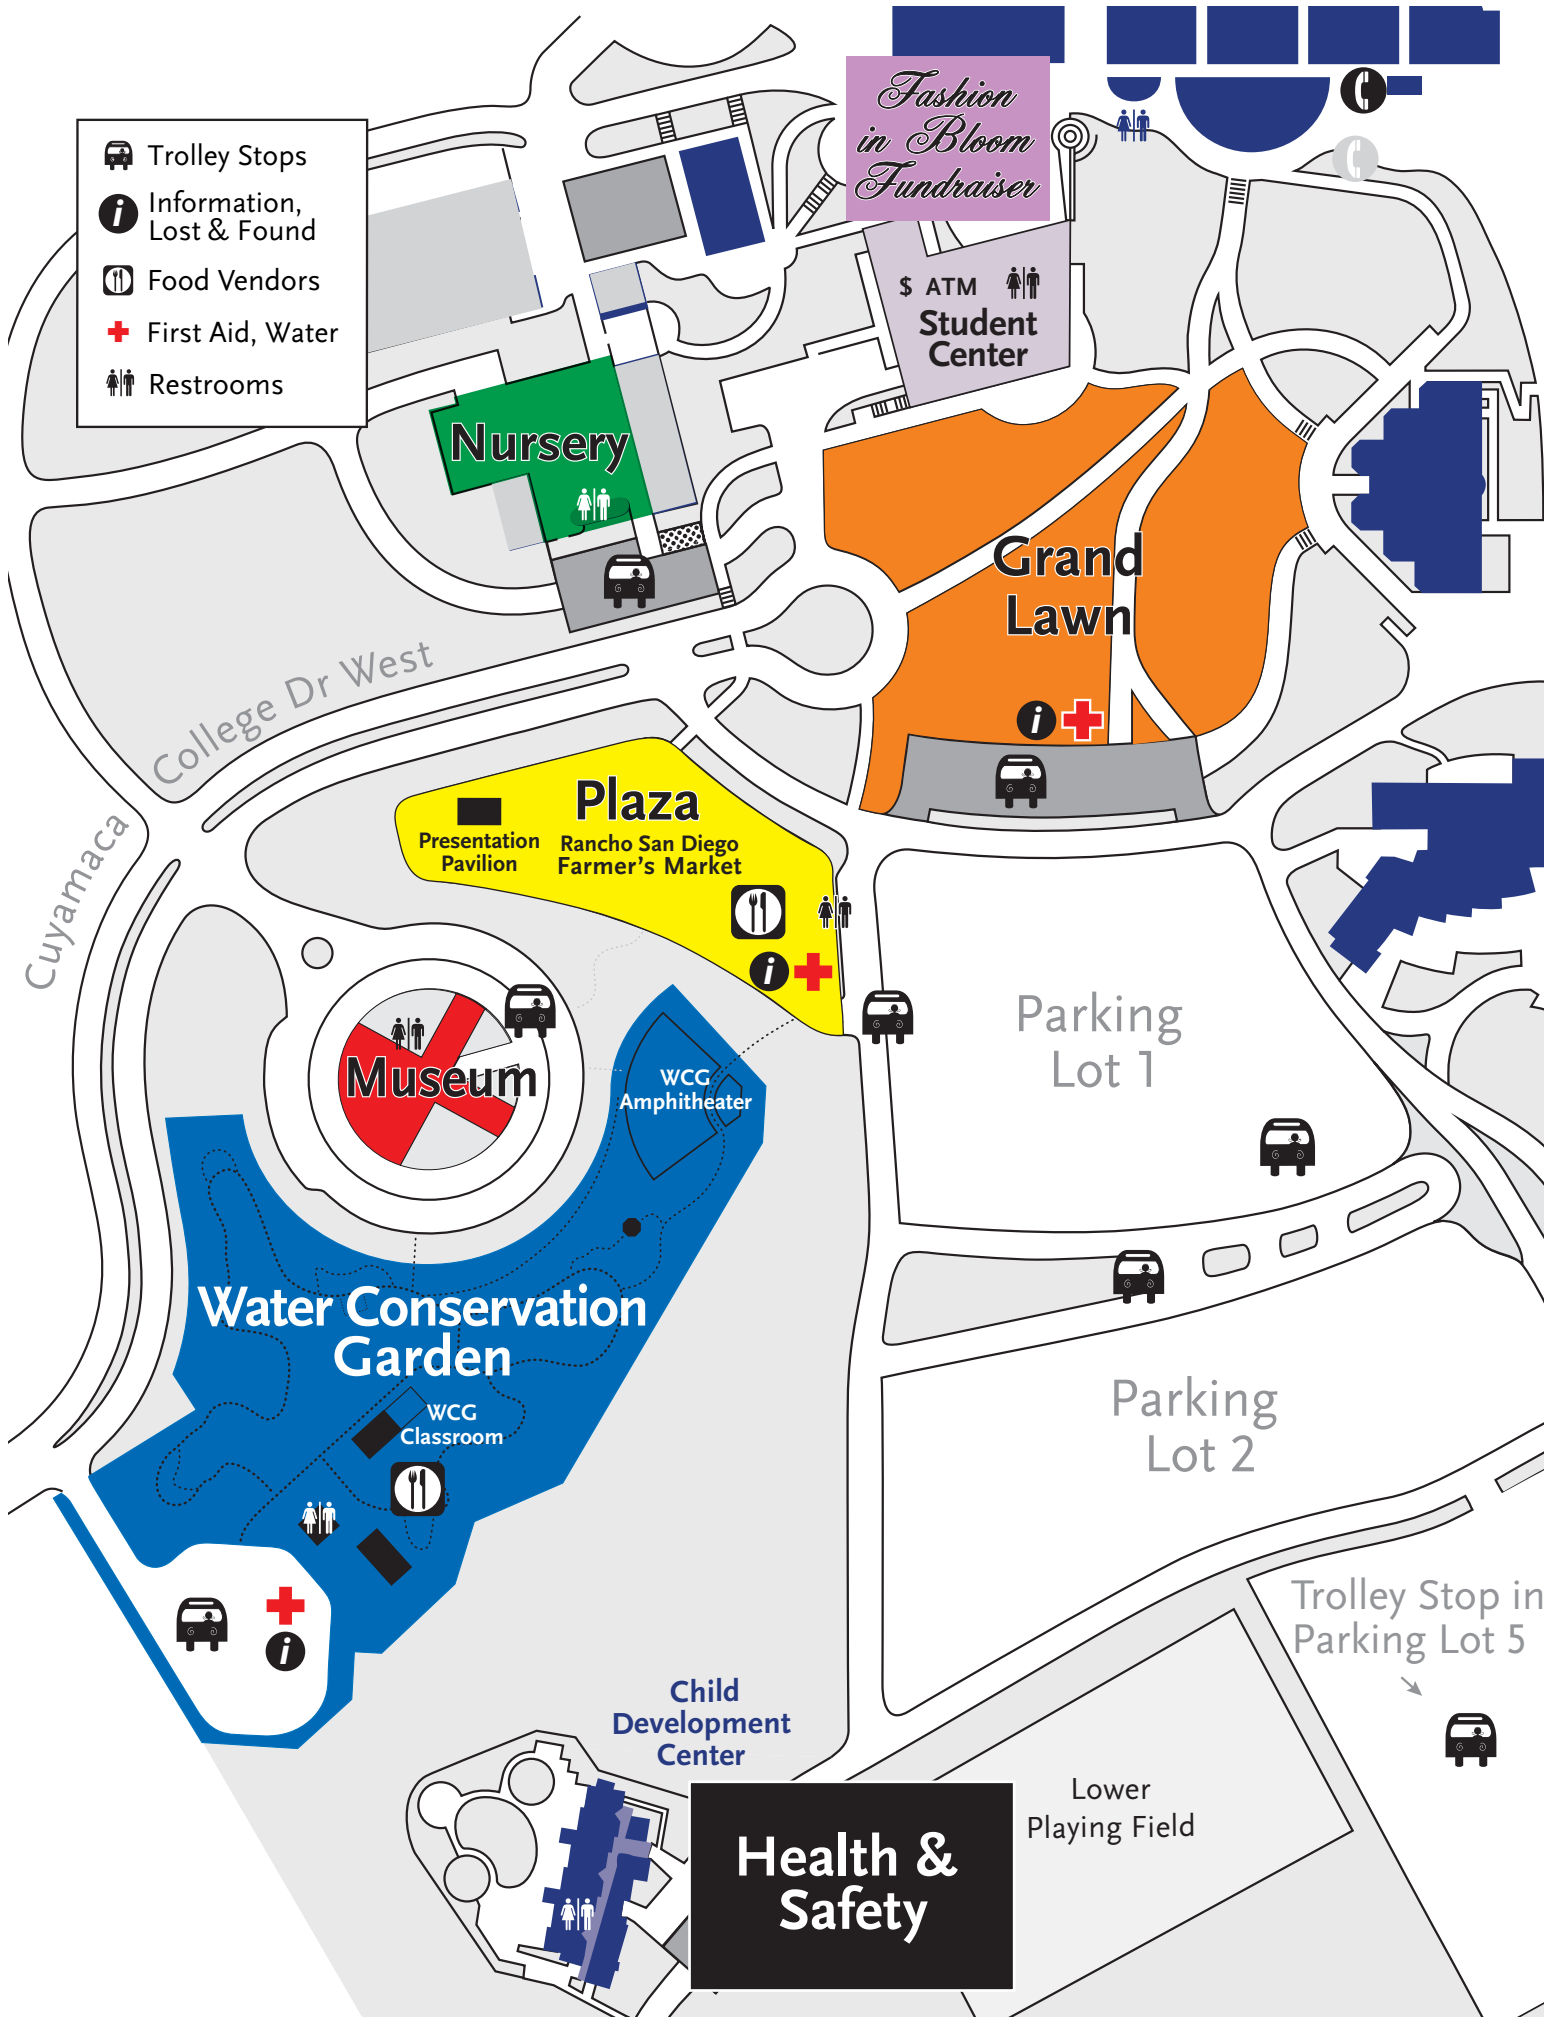 Fashion
in Bloom
Fundraiser
Trolley Stops
i Information,
Lost & Found
Food Vendors
First Aid, Water
Restrooms
$ ATM
Student
Center
Nursery
Grand
Lawn
College Dr West
i
Plaza
Presentation
Pavilion
Rancho San Diego
Farmer's Market
Cuyamaca
i
Parking
Lot 1
Museum
WCG
Amphitheater
Water Conservation
Garden
WCG
Classroom
Parking
Lot 2
Trolley Stop in
Parking Lot 5
i
Child
Development
Center
Lower
Playing Field
Health &
Safety